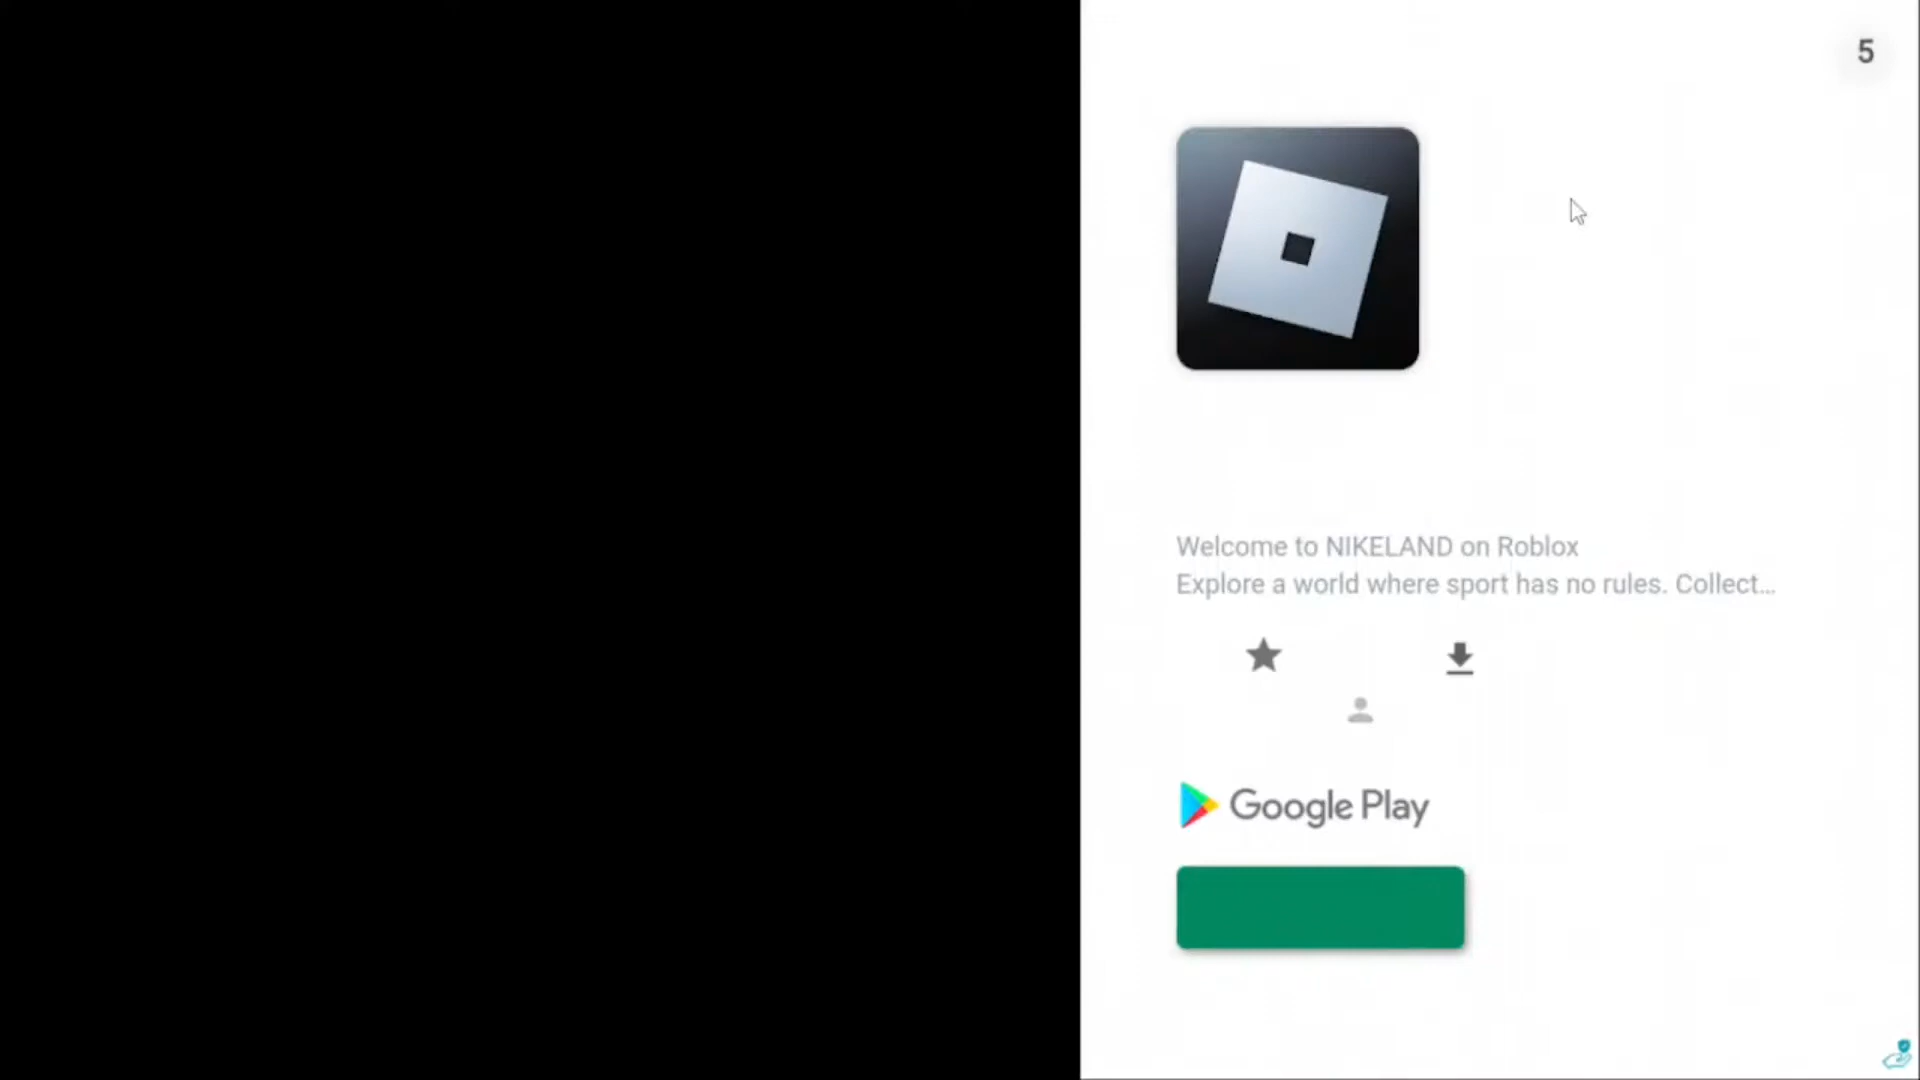 5
Welcome to NIKELAND on Roblox
Explore a world where sport has no rules. Collect...
Google Play